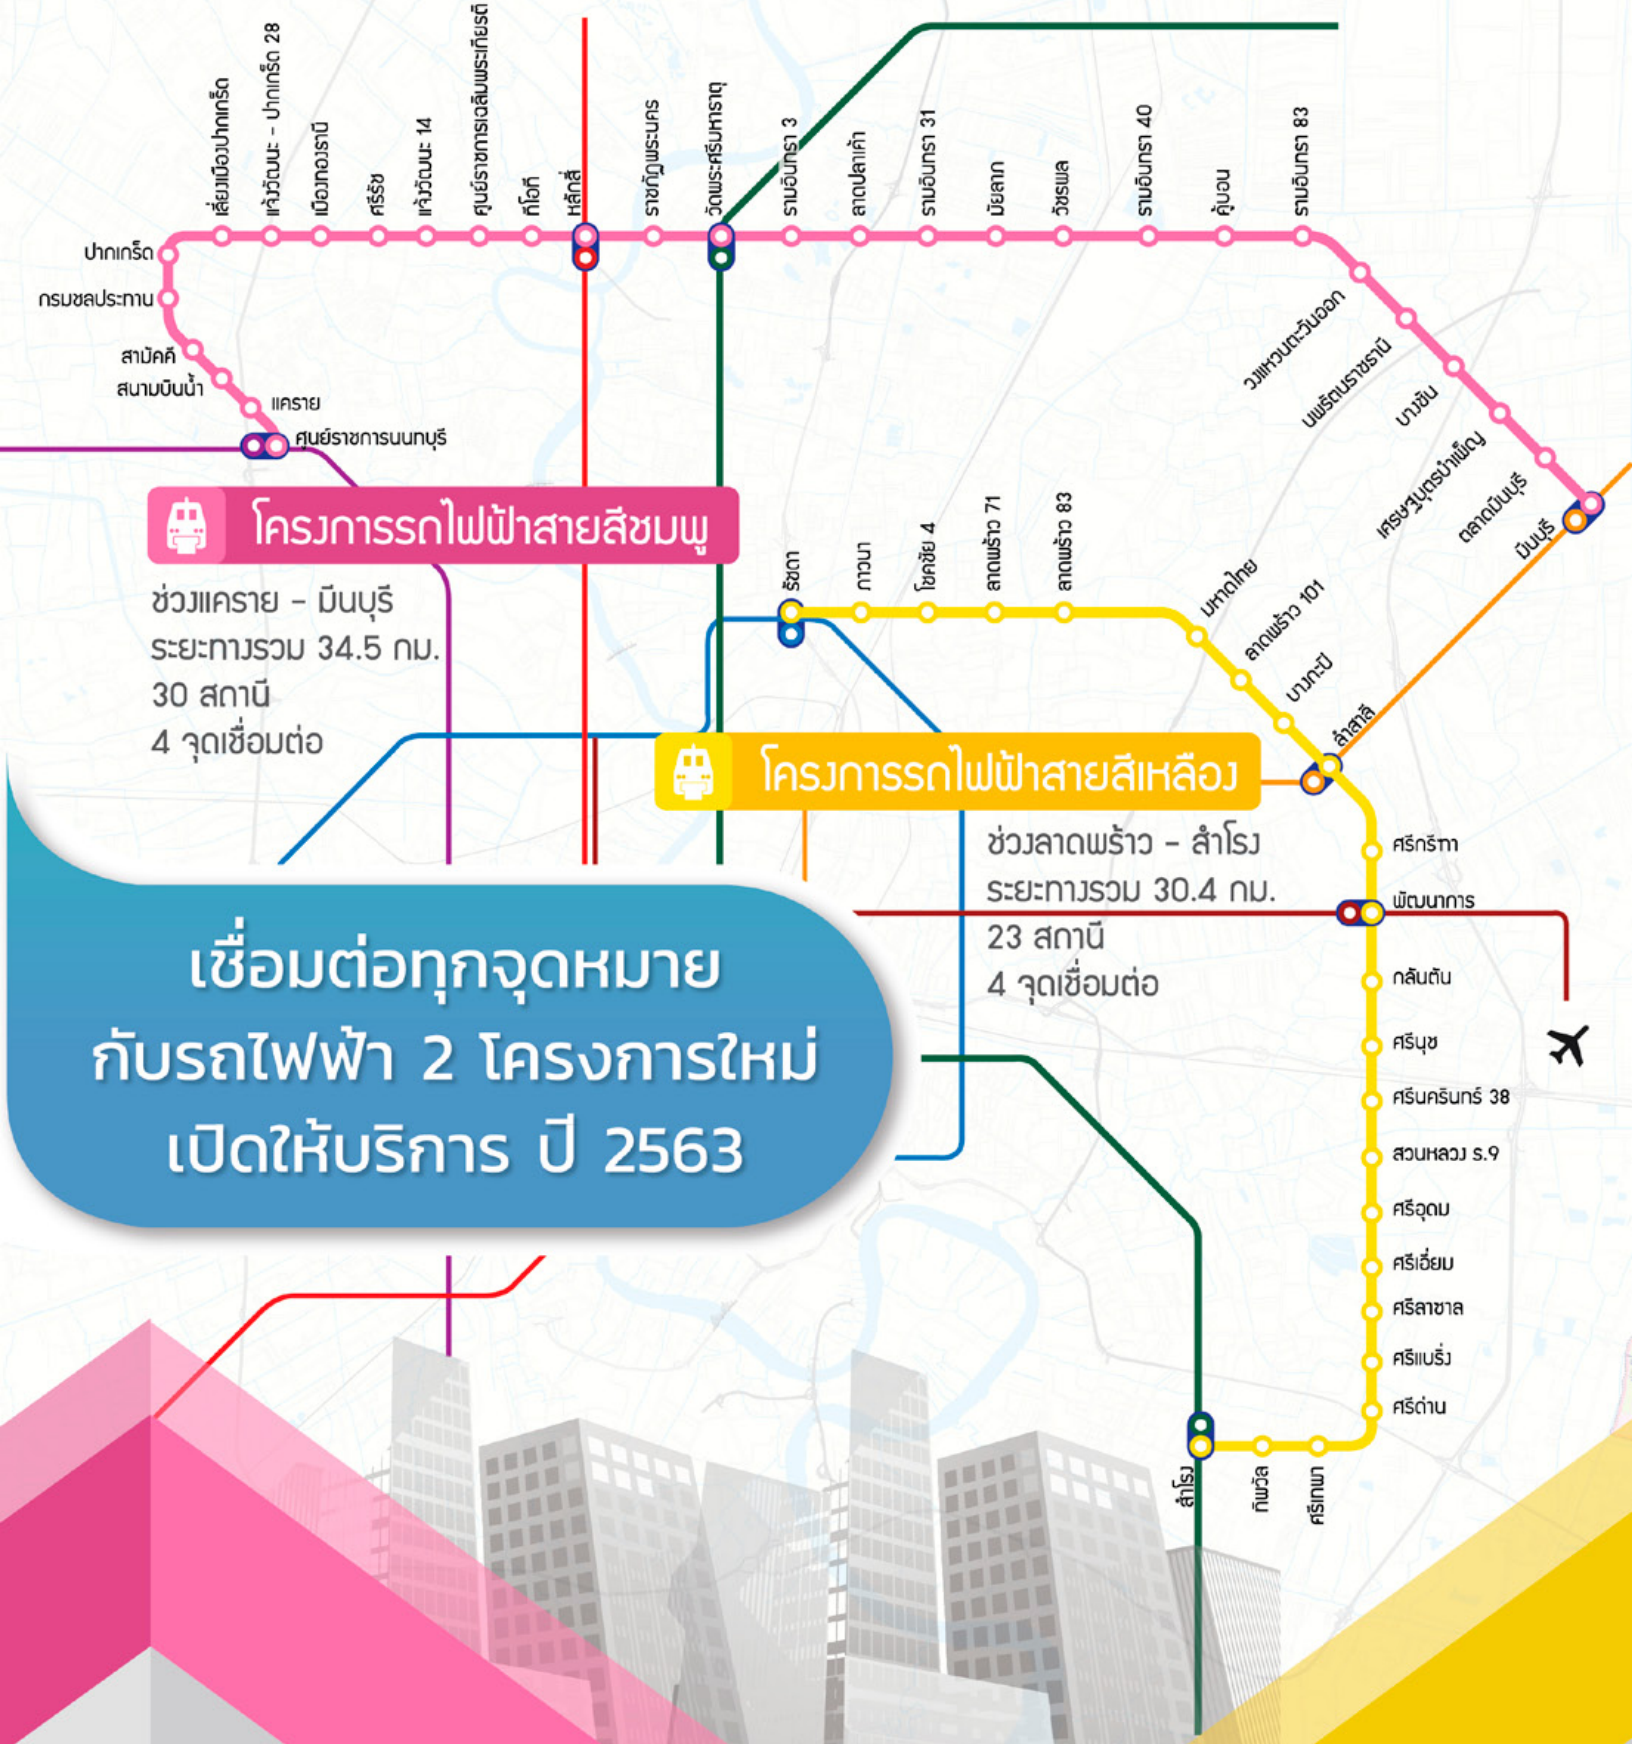 เลี่ยงเมืองปากเกร็ด
แจ้งวัฒนะ - ปากเกร็ด 28
เมืองทองธานี
ศรีรัช
แจ้งวัฒนะ 14
ศูนย์ราชการเฉลิมพระเกียรติ
ทีโอที
หลักสี่
ราชภัฏพระนคร
วัดพระศรีมหาธาตุ
รามอินทรา 3
ลาดปลาเค้า
รามอินทรา 31
มัยลาภ
วัชรพล
รามอินทรา 40
คู้บอน
รามอินทรา 83
ปากเกร็ด
กรมชลประทาน
สามัคคี
สนามบินน้ำ
แคราย
ศูนย์ราชการนนทบุรี
วงแหวนตะวันออก
นพรัตนราชธานี
บางชัน
เศรษฐบุตรบำเพ็ญ
ตลาดมีนบุรี
มีนบุรี
โครงการรถไฟฟ้าสายสีชมพู
ช่วงแคราย - มีนบุรี
ระยะทางรวม 34.5 กม.
30 สถานี
4 จุดเชื่อมต่อ
รัชดา
ภาวนา
โชคชัย 4
ลาดพร้าว 71
ลาดพร้าว 83
มหาดไทย
ลาดพร้าว 101
บางกะปิ
ลำสาลี
โครงการรถไฟฟ้าสายสีเหลือง
ช่วงลาดพร้าว - สำโรง
ระยะทางรวม 30.4 กม.
23 สถานี
4 จุดเชื่อมต่อ
ศรีกรีฑา
พัฒนาการ
กลันตัน
ศรีนุช
ศรีนครินทร์ 38
สวนหลวง ร.9
ศรีอุดม
ศรีเอี่ยม
ศรีลาซาล
ศรีแบริ่ง
ศรีด่าน
ศรีเทพา
ทิพวัล
สำโรง
เชื่อมต่อทุกจุดหมาย
กับรถไฟฟ้า 2 โครงการใหม่
เปิดให้บริการ ปี 2563